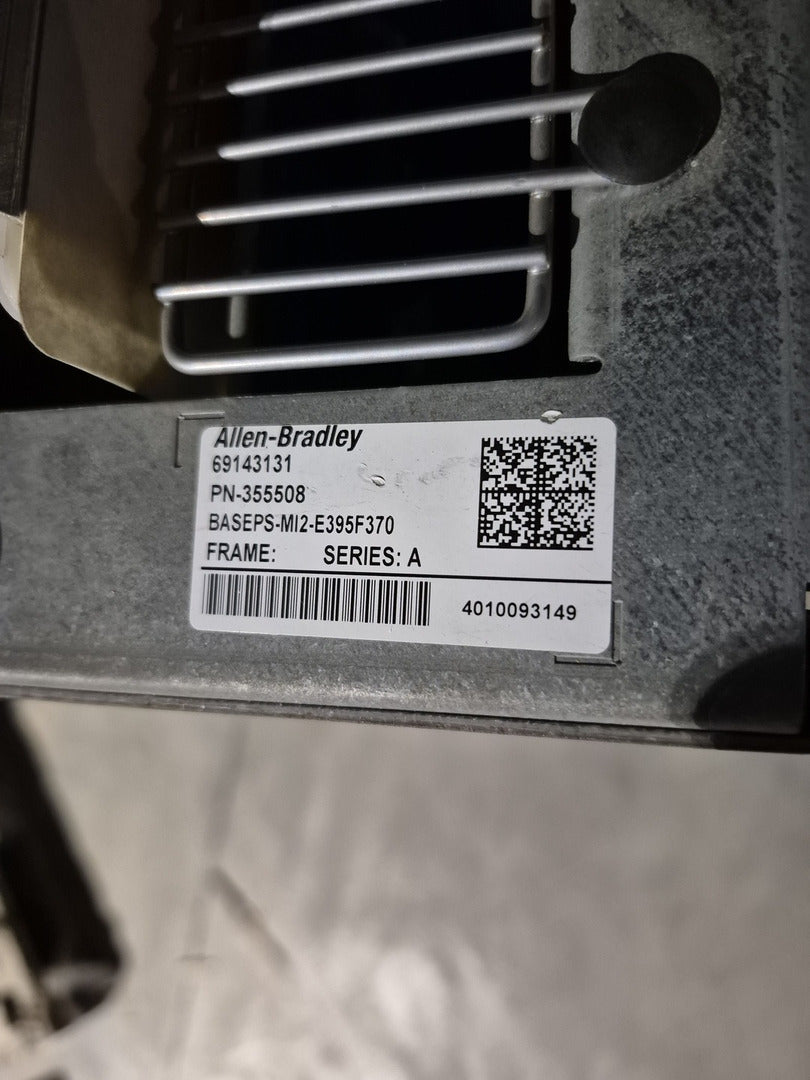 Allen-Bradley
69143131
PN-355508
BASEPS-MI2-E395F370
FRAME: SERIES: A
4010093149